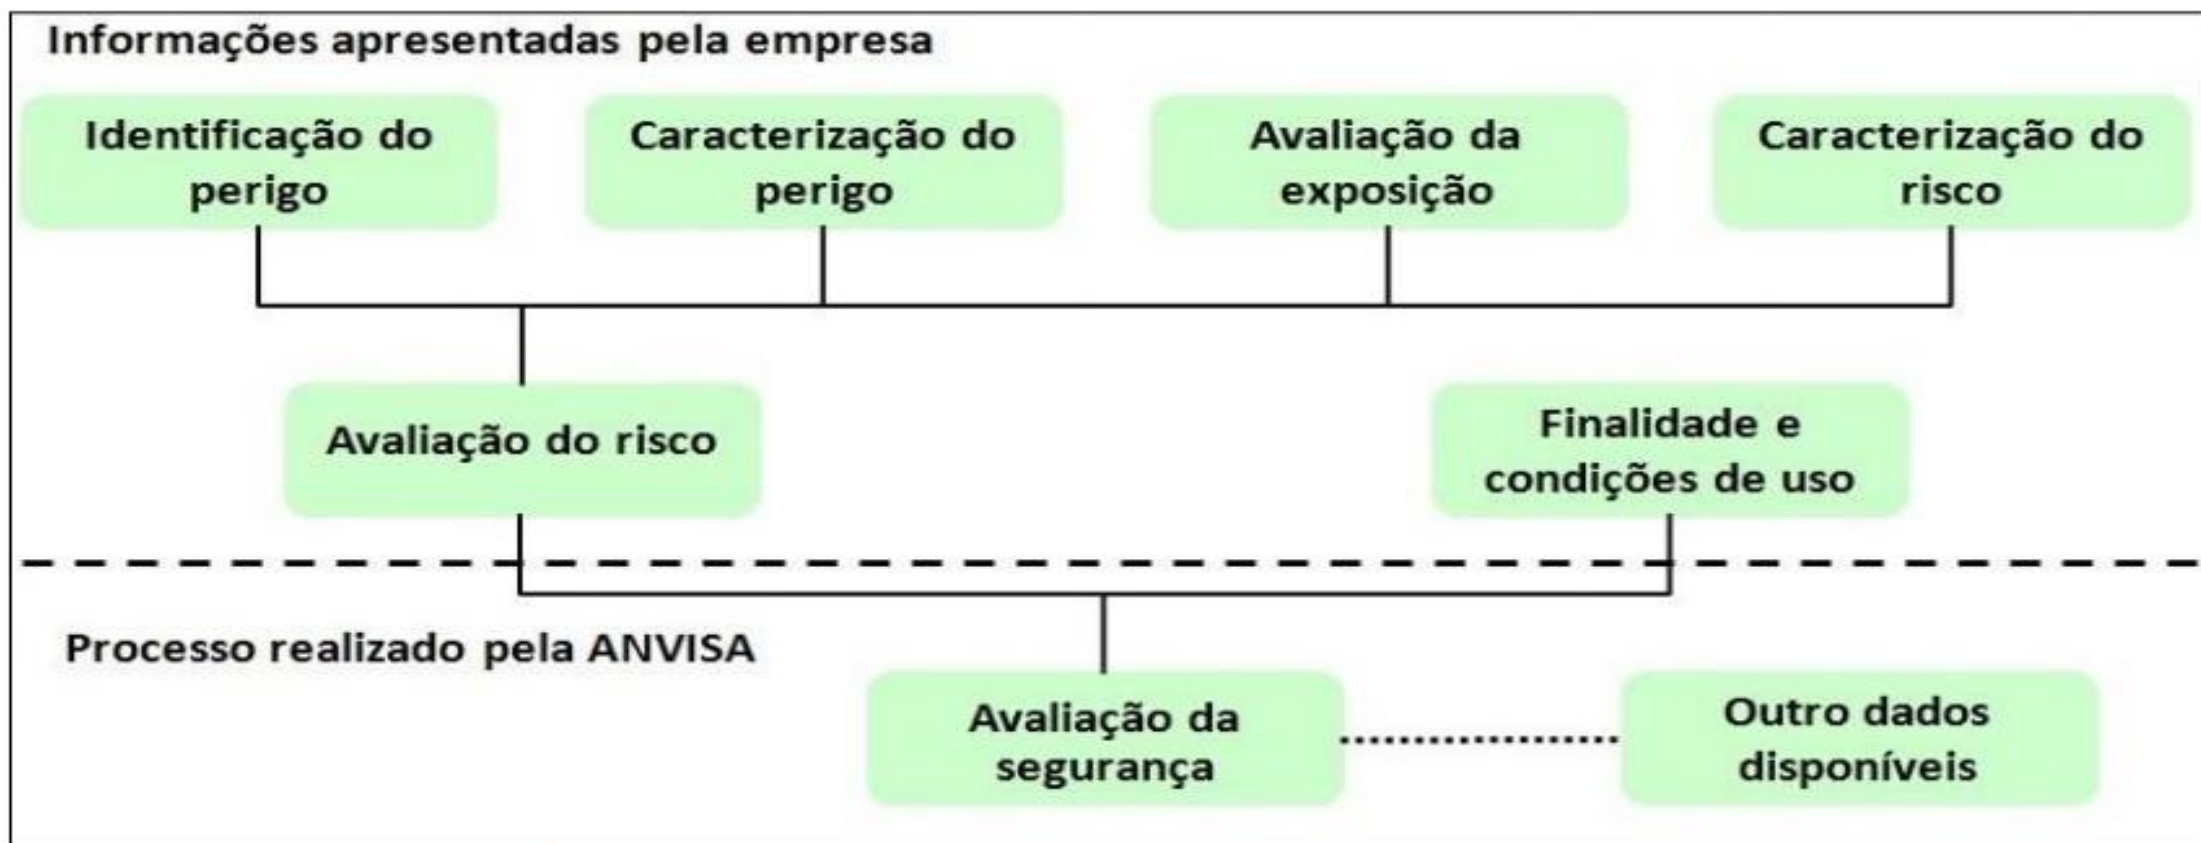 Informações apresentadas pela empresa
Identificação do
perigo
Caracterização do
perigo
Avaliação da
exposição
Caracterização do
risco
Avaliação do risco
Finalidade e
condições de uso
Processo realizado pela ANVISA
Avaliação da
segurança
Outro dados
disponíveis